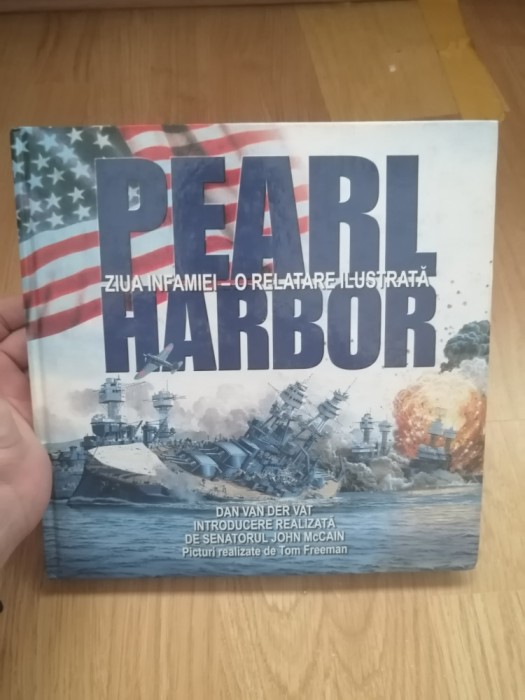 PEARL
ZIUA INFAMIEI – O RELATARE ILUSTRATĂ
HARBOR
DAN VAN DER VAT
INTRODUCERE REALIZATĂ
DE SENATORUL JOHN McCAIN
Picturi realizate de Tom Freeman